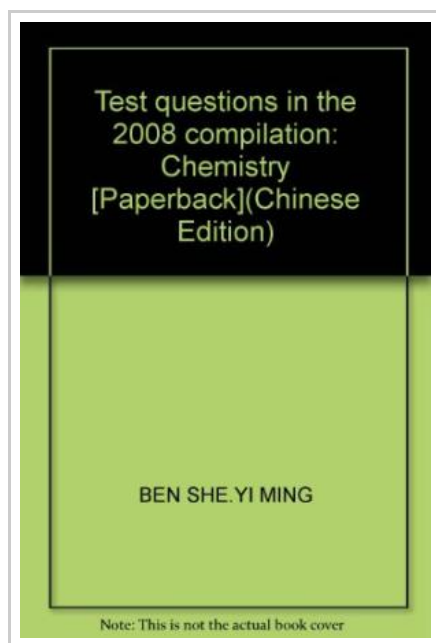 Test questions in the
2008 compilation:
Chemistry
[Paperback](Chinese
Edition)
BEN SHE.YI MING
Note: This is not the actual book cover